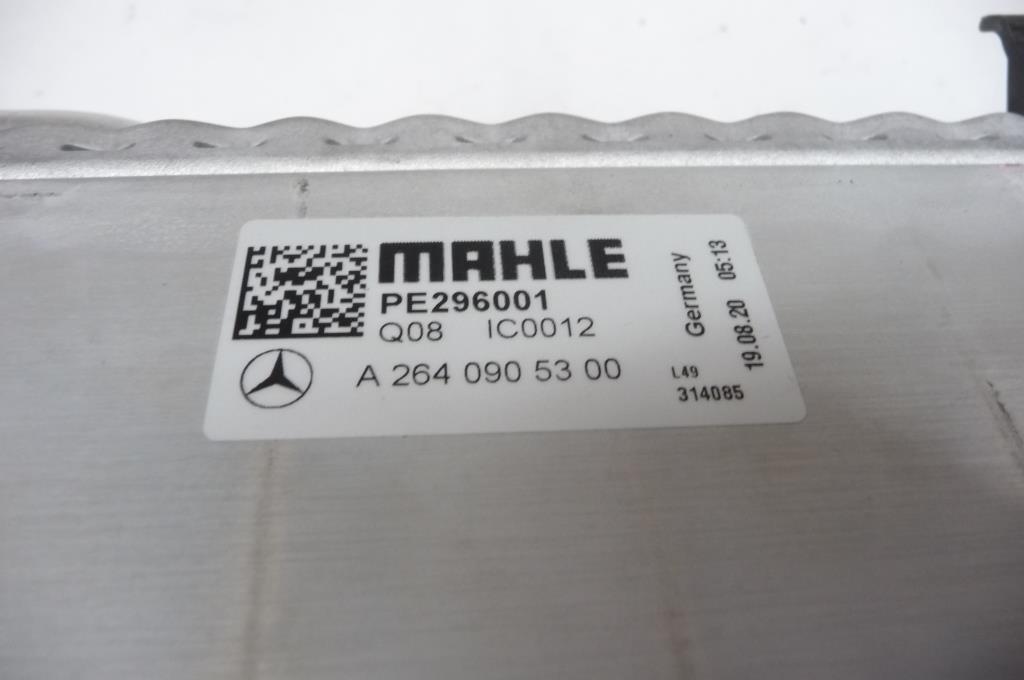 MAHLE
PE296001
Q08 IC0012
A 264 090 53 00
Germany
19.08.20 05:13
L49
314085